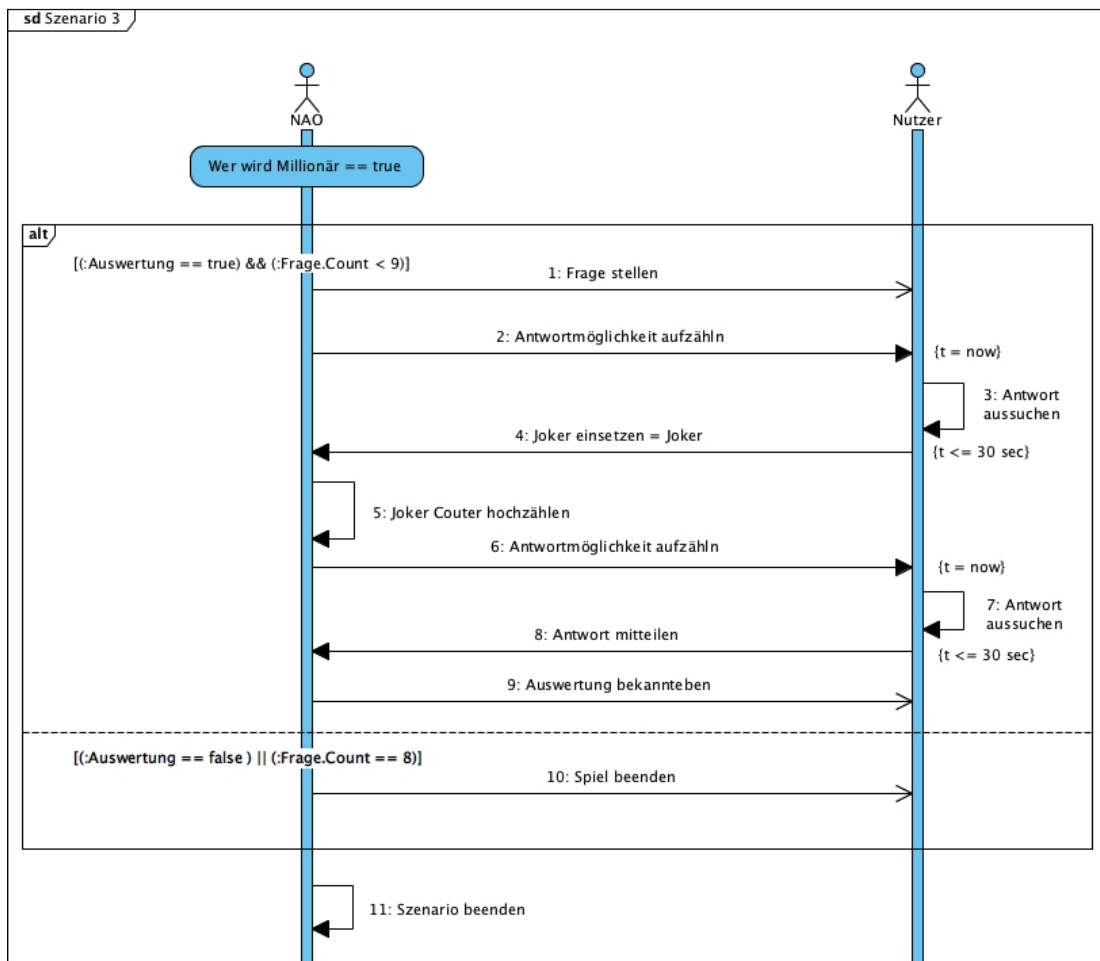 sd Szenario 3
NAO
Nutzer
Wer wird Millionär == true
alt
[(:Auswertung == true) && (:Frage.Count < 9)]
1: Frage stellen
2: Antwortmöglichkeit aufzähln
{t = now}
3: Antwort
aussuchen
4: Joker einsetzen = Joker
{t <= 30 sec}
5: Joker Couter hochzählen
6: Antwortmöglichkeit aufzähln
{t = now}
7: Antwort
aussuchen
8: Antwort mitteilen
{t <= 30 sec}
9: Auswertung bekannteben
[(:Auswertung == false ) || (:Frage.Count == 8)]
10: Spiel beenden
11: Szenario beenden